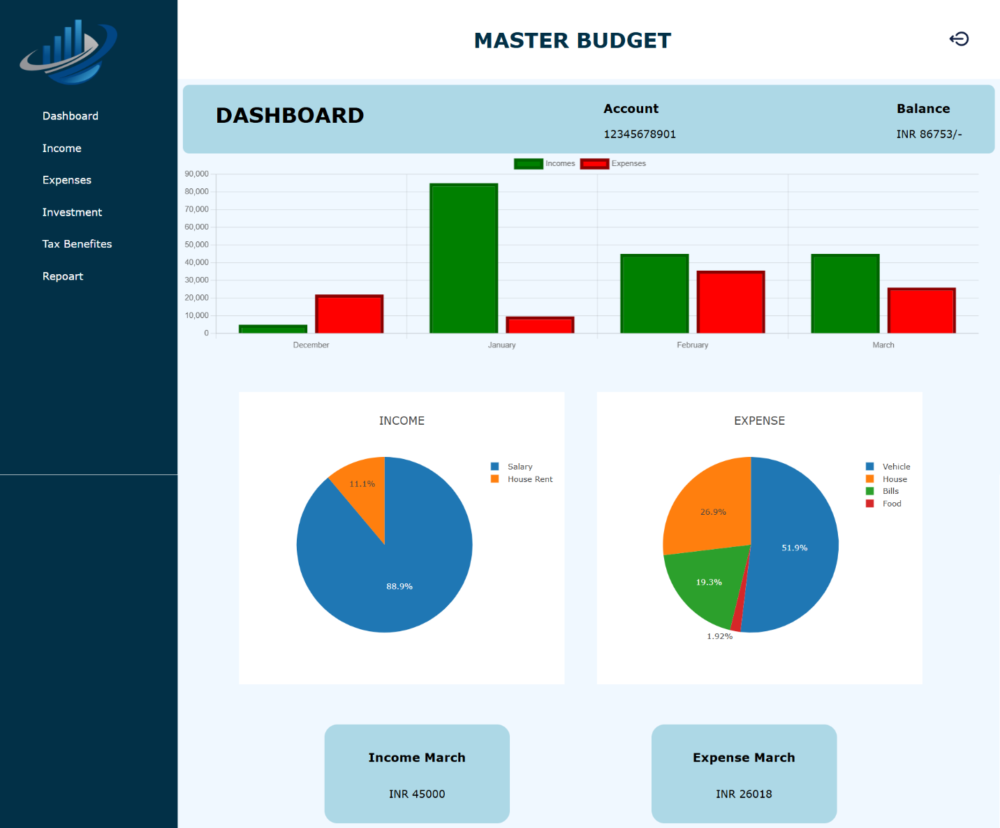 MASTER BUDGET
Dashboard
Income
Expenses
Investment
Tax Benefites
Repoart
DASHBOARD
Account
12345678901
Balance
INR 86753/-
Incomes
Expenses
90,000
80,000
70,000
60,000
50,000
40,000
30,000
20,000
10,000
0
December
January
February
March
INCOME
Salary
House Rent
11.1%
88.9%
EXPENSE
Vehicle
House
Bills
Food
26.9%
51.9%
19.3%
1.92%
Income March
INR 45000
Expense March
INR 26018